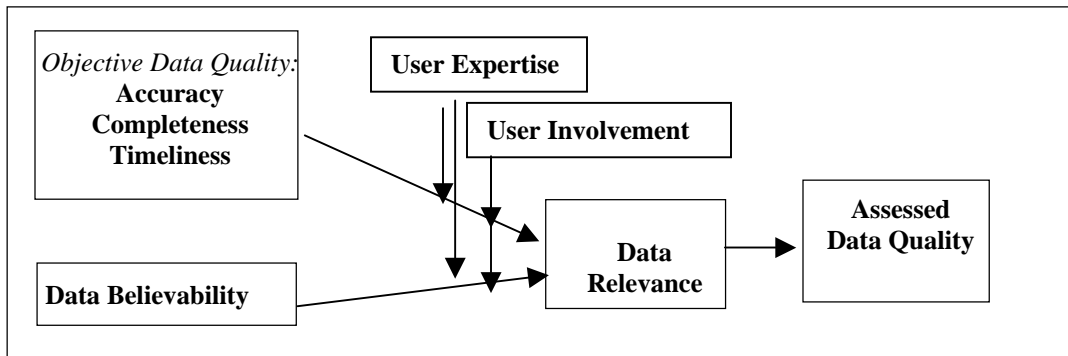 Objective Data Quality:
Accuracy
Completeness
Timeliness
User Expertise
User Involvement
Data Believability
Data
Relevance
Assessed
Data Quality